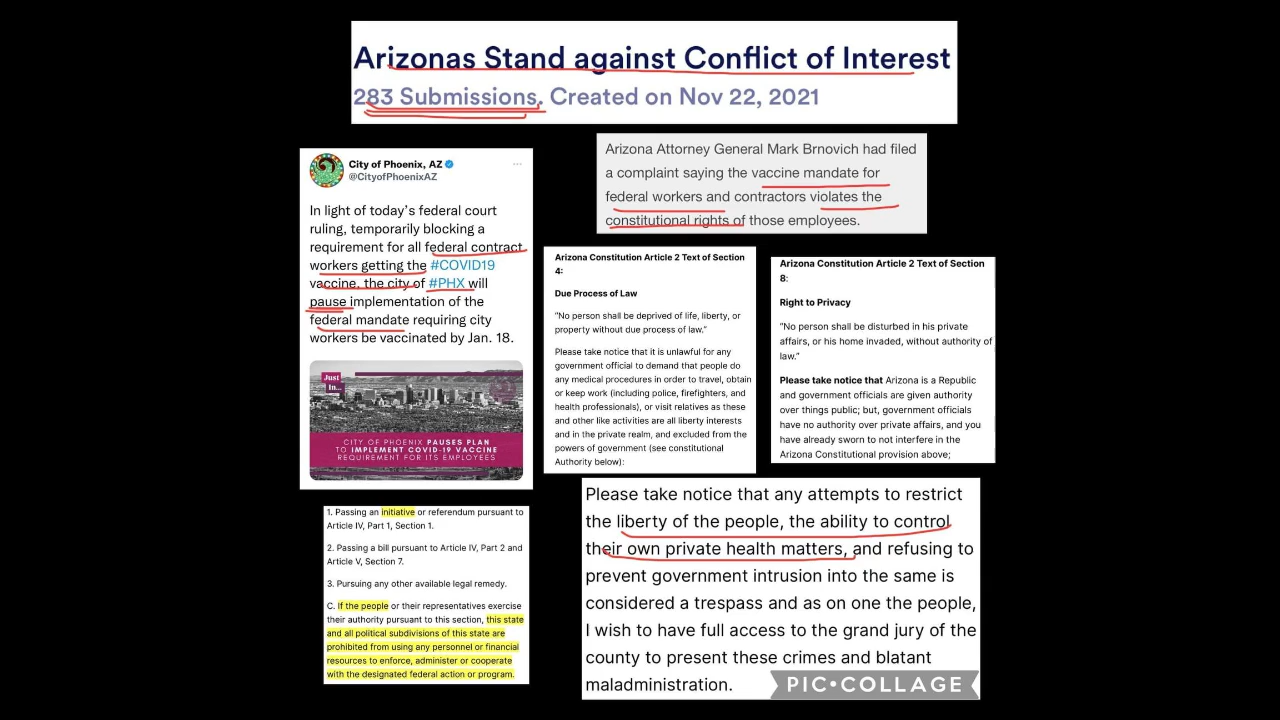 Arizonas Stand against Conflict of Interest
283 Submissions. Created on Nov 22, 2021
City of Phoenix, AZ
@CityofPhoenixAZ
In light of today's federal court
ruling, temporarily blocking a
requirement for all federal contract
workers getting the #COVID19
vaccine, the city of #PHX will
pause implementation of the
federal mandate requiring city
workers be vaccinated by Jan. 18.
Just
In...
CITY OF PHOENIX PAUSES PLAN
TO IMPLEMENT COVID-19 VACCINE
REQUIREMENT FOR ITS EMPLOYEES
Arizona Attorney General Mark Brnovich had filed
a complaint saying the vaccine mandate for
federal workers and contractors violates the
constitutional rights of those employees.
Arizona Constitution Article 2 Text of Section
4:
Due Process of Law
"No person shall be deprived of life, liberty, or
property without due process of law."
Please take notice that it is unlawful for any
government official to demand that people do
any medical procedures in order to travel, obtain
or keep work (including police, firefighters, and
health professionals), or visit relatives as these
and other like activities are all liberty interests
and in the private realm, and excluded from the
powers of government (see constitutional
Authority below):
Arizona Constitution Article 2 Text of Section
8:
Right to Privacy
"No person shall be disturbed in his private
affairs, or his home invaded, without authority of
law."
Please take notice that Arizona is a Republic
and government officials are given authority
over things public; but, government officials
have no authority over private affairs, and you
have already sworn to not interfere in the
Arizona Constitutional provision above;
1. Passing an initiative or referendum pursuant to
Article IV, Part 1, Section 1.
2. Passing a bill pursuant to Article IV, Part 2 and
Article V, Section 7.
3. Pursuing any other available legal remedy.
C. If the people or their representatives exercise
their authority pursuant to this section, this state
and all political subdivisions of this state are
prohibited from using any personnel or financial
resources to enforce, administer or cooperate
with the designated federal action or program.
Please take notice that any attempts to restrict
the liberty of the people, the ability to control
their own private health matters, and refusing to
prevent government intrusion into the same is
considered a trespass and as on one the people,
I wish to have full access to the grand jury of the
county to present these crimes and blatant
maladministration.
PIC•COLLAGE